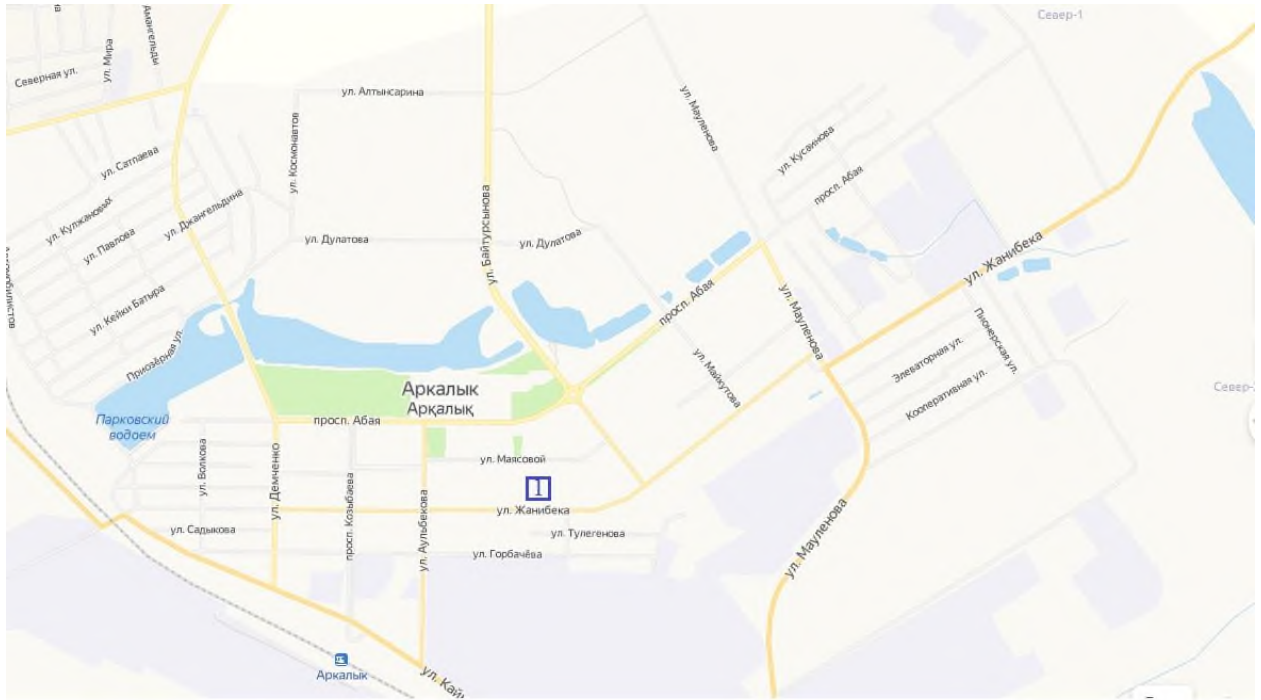 Север-1
ул. Мира
Амангельды
Северная ул.
ул. Алтынсарина
ул. Мауленова
ул. Космонавтов
ул. Сатпаева
ул. Кусаинова
просп. Абая
ул. Кулжановых
ул. Джангельдина
ул. Павлова
ул. Байтурсынова
ул. Дулатова
ул. Дулатова
ул. Жанибека
ул. Кейки Батыра
просп. Абая
ул. Мауленова
Приозёрная ул.
Пионерская ул.
Элеваторная ул.
ул. Майкутова
Аркалык
Арқалық
Кооперативная ул.
Парковский
водоем
просп. Абая
ул. Волкова
ул. Демченко
ул. Маясовой
1
просп. Козыбаева
ул. Аульбекова
ул. Жанибека
ул. Садыкова
ул. Тулегенова
ул. Горбачёва
ул. Мауленова
Аркалык